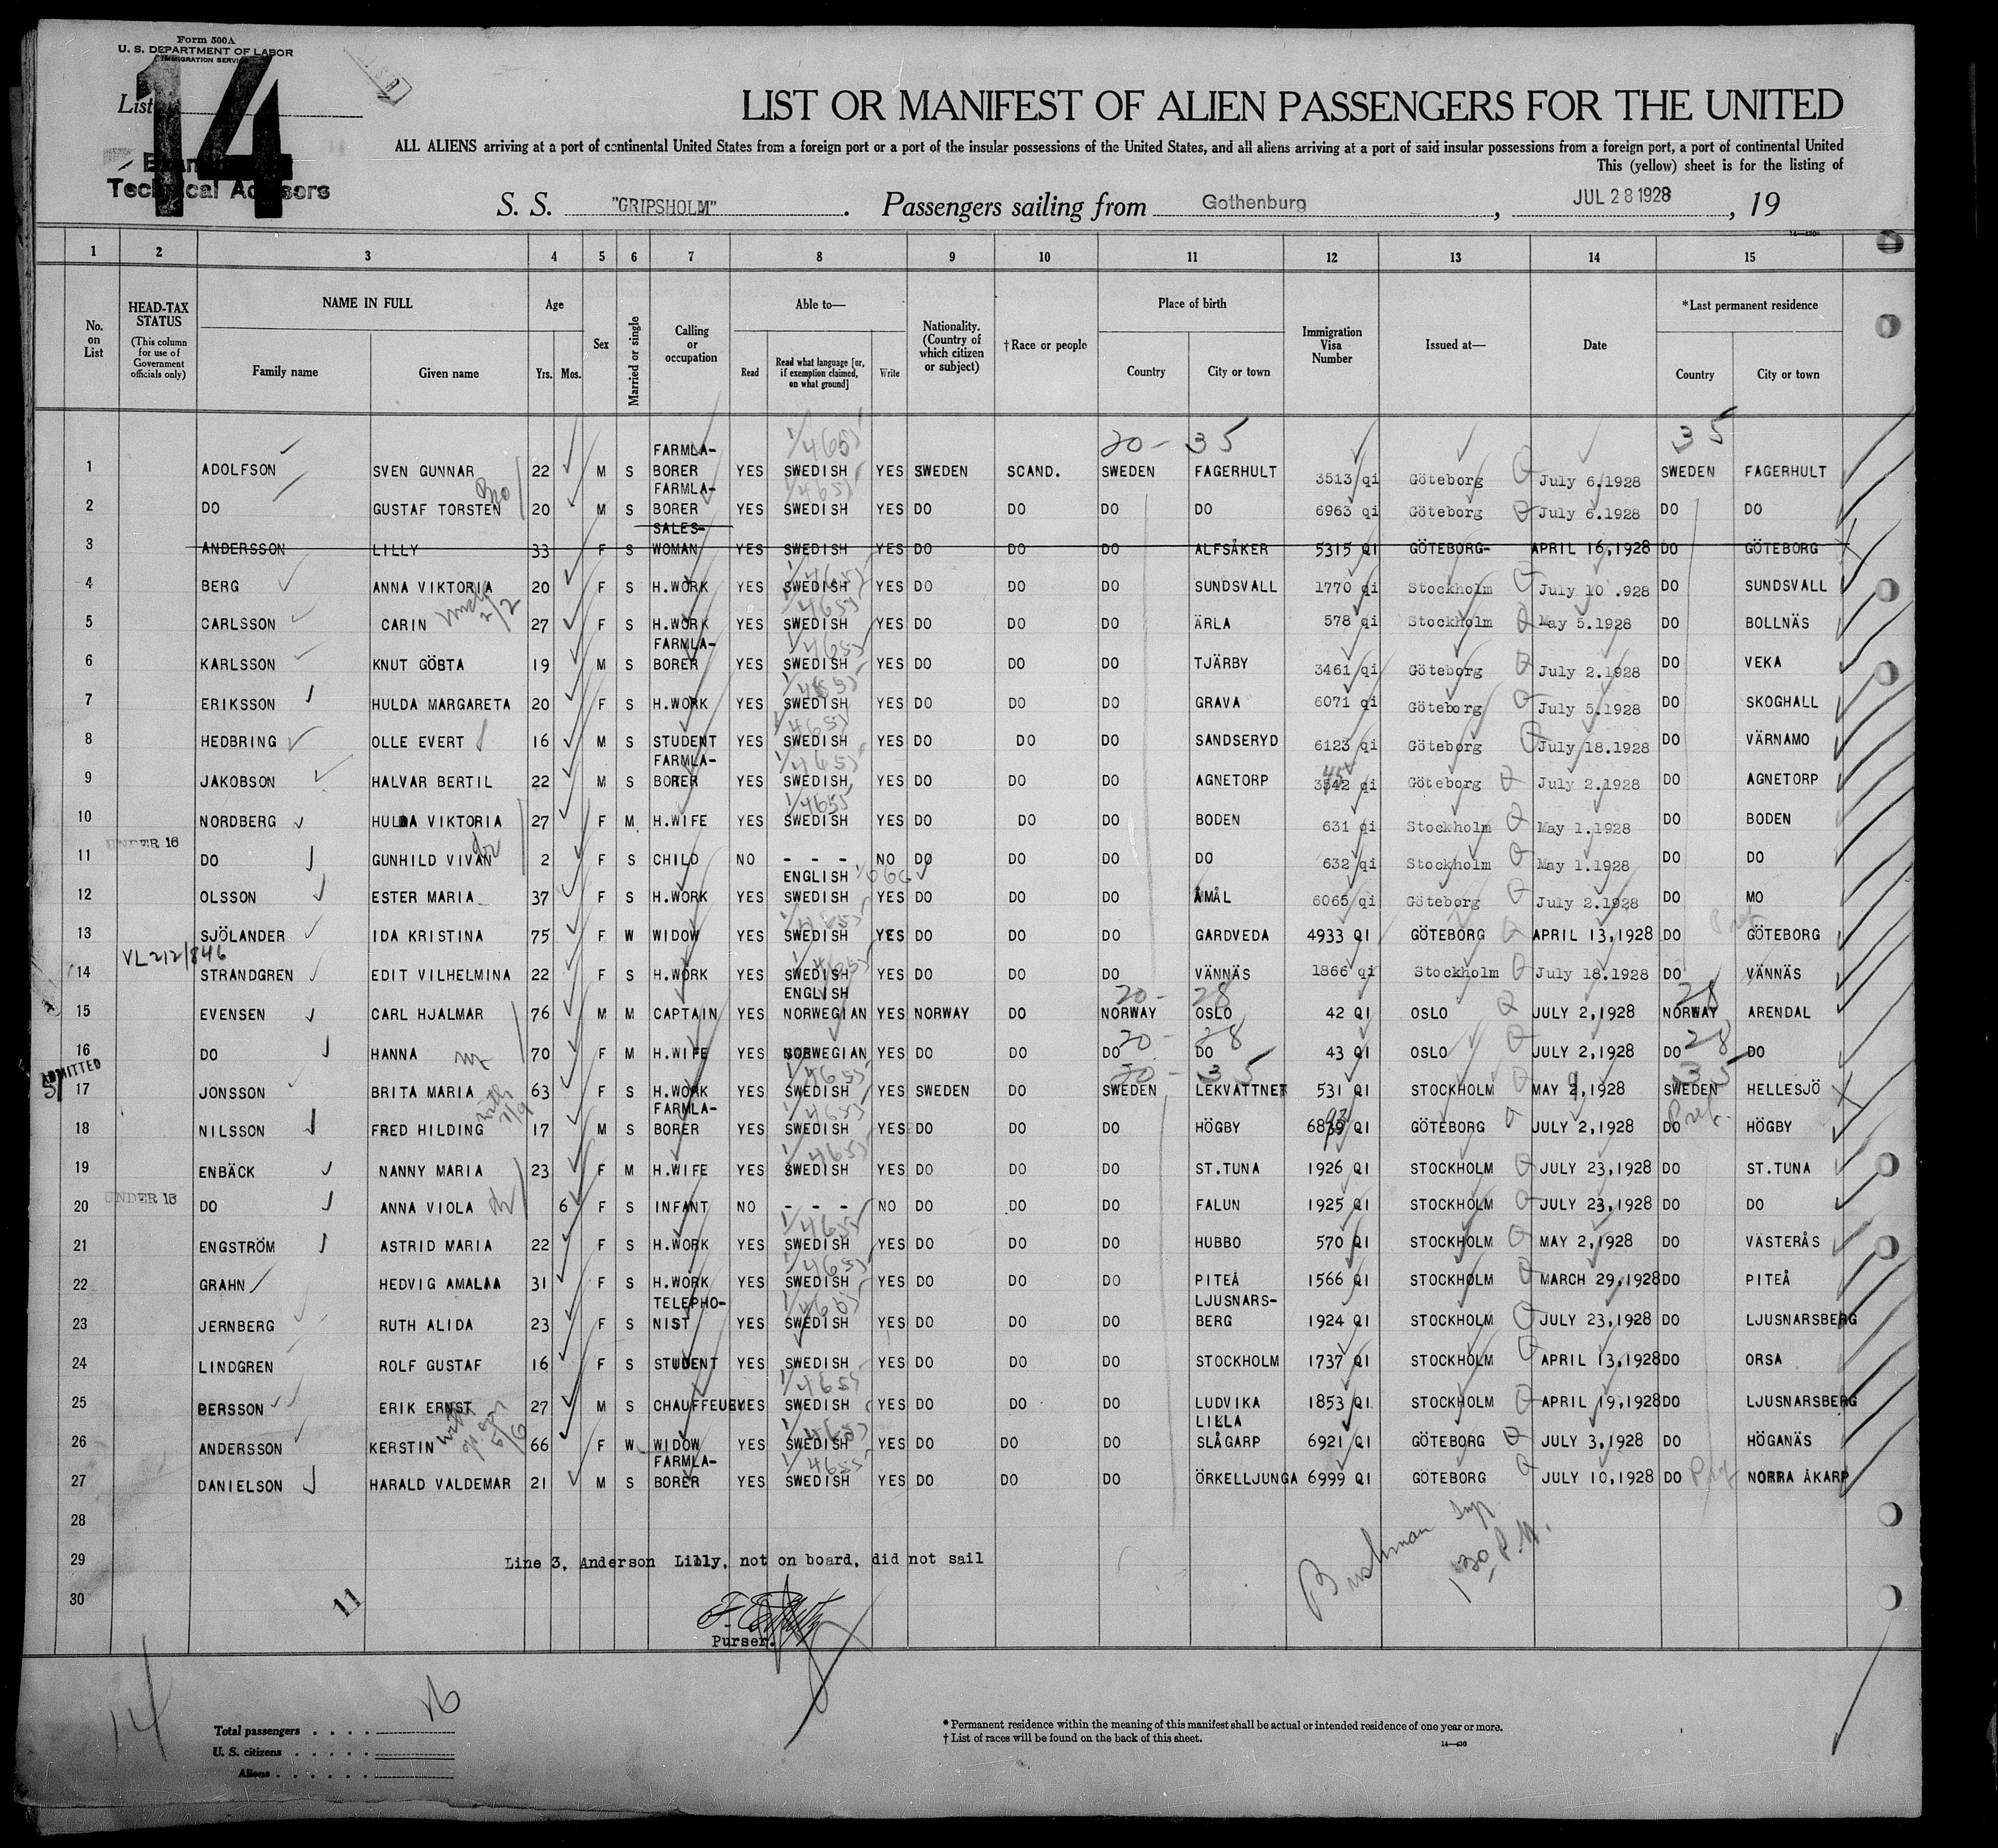 Form 500A
U. S. DEPARTMENT OF LABOR
IMMIGRATION SERVICE
List 14
Technical Advisors
LIST OR MANIFEST OF ALIEN PASSENGERS FOR THE UNITED
ALL ALIENS arriving at a port of continental United States from a foreign port or a port of the insular possessions of the United States, and all aliens arriving at a port of said insular possessions from a foreign port, a port of continental United
This (yellow) sheet is for the listing of
S. S. "GRIPSHOLM". Passengers sailing from Gothenburg, JUL 28 1928, 19
1 2 3 4 5 6 7 8 9 10 11 12 13 14 15
No. on List
HEAD-TAX STATUS
(This column for use of Government officials only)
NAME IN FULL
Family name Given name
Age
Yrs. Mos.
Sex
Married or single
Calling or occupation
Able to—
Read Read what language [or, if exemption claimed, on what ground] Write
Nationality. (Country of which citizen or subject)
†Race or people
Place of birth
Country City or town
Immigration Visa Number
Issued at—
Date
*Last permanent residence
Country City or town
20- 35 35
1 ADOLFSON SVEN GUNNAR 22 M S FARMLA-BORER YES SWEDISH YES SWEDEN SCAND. SWEDEN FAGERHULT 3513 qi Göteborg July 6.1928 SWEDEN FAGERHULT
2 DO GUSTAF TORSTEN Bro 20 M S FARMLA-BORER YES SWEDISH YES DO DO DO DO 6963 qi Göteborg July 6.1928 DO DO
3 ANDERSSON LILLY 33 F S SALES-WOMAN YES SWEDISH YES DO DO DO ALFSÅKER 5315 QI GÖTEBORG- APRIL 16,1928 DO GÖTEBORG
4 BERG ANNA VIKTORIA 20 F S H.WORK YES SWEDISH YES DO DO DO SUNDSVALL 1770 qi Stockholm July 10 .928 DO SUNDSVALL
5 CARLSSON CARIN 27 F S H.WORK YES SWEDISH YES DO DO DO ÄRLA 578 qi Stockholm May 5.1928 DO BOLLNÄS
6 KARLSSON KNUT GÖSTA 19 M S FARMLA-BORER YES SWEDISH YES DO DO DO TJÄRBY 3461 qi Göteborg July 2.1928 DO VEKA
7 ERIKSSON HULDA MARGARETA 20 F S H.WORK YES SWEDISH YES DO DO DO GRAVA 6071 qi Göteborg July 5.1928 DO SKOGHALL
8 HEDBRING OLLE EVERT 16 M S STUDENT YES SWEDISH YES DO DO DO SANDSERYD 6123 qi Göteborg July 18.1928 DO VÄRNAMO
9 JAKOBSON HALVAR BERTIL 22 M S FARMLA-BORER YES SWEDISH YES DO DO DO AGNETORP 3542 qi Göteborg July 2.1928 DO AGNETORP
10 NORDBERG HULDA VIKTORIA 27 F M H.WIFE YES SWEDISH YES DO DO DO BODEN 631 qi Stockholm May 1.1928 DO BODEN
UNDER 16
11 DO GUNHILD VIVAN 2 F S CHILD NO - - - NO DO DO DO DO 632 qi Stockholm May 1.1928 DO DO
12 OLSSON ESTER MARIA 37 F S H.WORK YES ENGLISH SWEDISH YES DO DO DO ÅMÅL 6065 qi Göteborg July 2.1928 DO MO
13 SJÖLANDER IDA KRISTINA 75 F W WIDOW YES SWEDISH YES DO DO DO GARDVEDA 4933 QI GÖTEBORG APRIL 13,1928 DO GÖTEBORG
VL 212/846
14 STRANDGREN EDIT VILHELMINA 22 F S H.WORK YES SWEDISH YES DO DO DO VÄNNÄS 1866 qi Stockholm July 18.1928 DO VÄNNÄS
20- 28 28
15 EVENSEN CARL HJALMAR 76 M M CAPTAIN YES ENGLISH NORWEGIAN YES NORWAY DO NORWAY OSLO 42 QI OSLO JULY 2,1928 NORWAY ARENDAL
20- 28 28
16 DO HANNA 70 F M H.WIFE YES NORWEGIAN YES DO DO DO DO 43 QI OSLO JULY 2,1928 DO DO
ADMITTED
20- 35 35
17 JONSSON BRITA MARIA 63 F S H.WORK YES SWEDISH YES SWEDEN DO SWEDEN LEKVATTNET 531 QI STOCKHOLM MAY 2,1928 SWEDEN HELLESJÖ
18 NILSSON FRED HILDING 17 M S FARMLA-BORER YES SWEDISH YES DO DO DO HÖGBY 6839 QI GÖTEBORG JULY 2,1928 DO HÖGBY
19 ENBÄCK NANNY MARIA 23 F M H.WIFE YES SWEDISH YES DO DO DO ST.TUNA 1926 QI STOCKHOLM JULY 23,1928 DO ST.TUNA
UNDER 16
20 DO ANNA VIOLA 6 F S INFANT NO - - - NO DO DO DO FALUN 1925 QI STOCKHOLM JULY 23,1928 DO DO
21 ENGSTRÖM ASTRID MARIA 22 F S H.WORK YES SWEDISH YES DO DO DO HUBBO 570 QI STOCKHOLM MAY 2,1928 DO VÄSTERÅS
22 GRAHN HEDVIG AMALAA 31 F S H.WORK YES SWEDISH YES DO DO DO PITEÅ 1566 QI STOCKHOLM MARCH 29,1928 DO PITEÅ
23 JERNBERG RUTH ALIDA 23 F S TELEPHO-NIST YES SWEDISH YES DO DO DO LJUSNARS-BERG 1924 QI STOCKHOLM JULY 23,1928 DO LJUSNARSBERG
24 LINDGREN ROLF GUSTAF 16 F S STUDENT YES SWEDISH YES DO DO DO STOCKHOLM 1737 QI STOCKHOLM APRIL 13,1928 DO ORSA
25 PERSSON ERIK ERNST 27 M S CHAUFFEUR YES SWEDISH YES DO DO DO LUDVIKA 1853 QI STOCKHOLM APRIL 19,1928 DO LJUSNARSBERG
26 ANDERSSON KERSTIN 66 F W WIDOW YES SWEDISH YES DO DO DO LILLA SLÅGARP 6921 QI GÖTEBORG JULY 3,1928 DO HÖGANÄS
27 DANIELSON HARALD VALDEMAR 21 M S FARMLA-BORER YES SWEDISH YES DO DO DO ÖRKELLJUNGA 6999 QI GÖTEBORG JULY 10,1928 DO NORRA ÅKARP
28
29 Line 3, Anderson Lilly, not on board, did not sail
30
11
Purser.
Bushman Insp
1 30 P.M.
14
Total passengers . . . . 26
U. S. citizens . . . . .
Aliens . . . . . .
* Permanent residence within the meaning of this manifest shall be actual or intended residence of one year or more.
† List of races will be found on the back of this sheet.
14—430